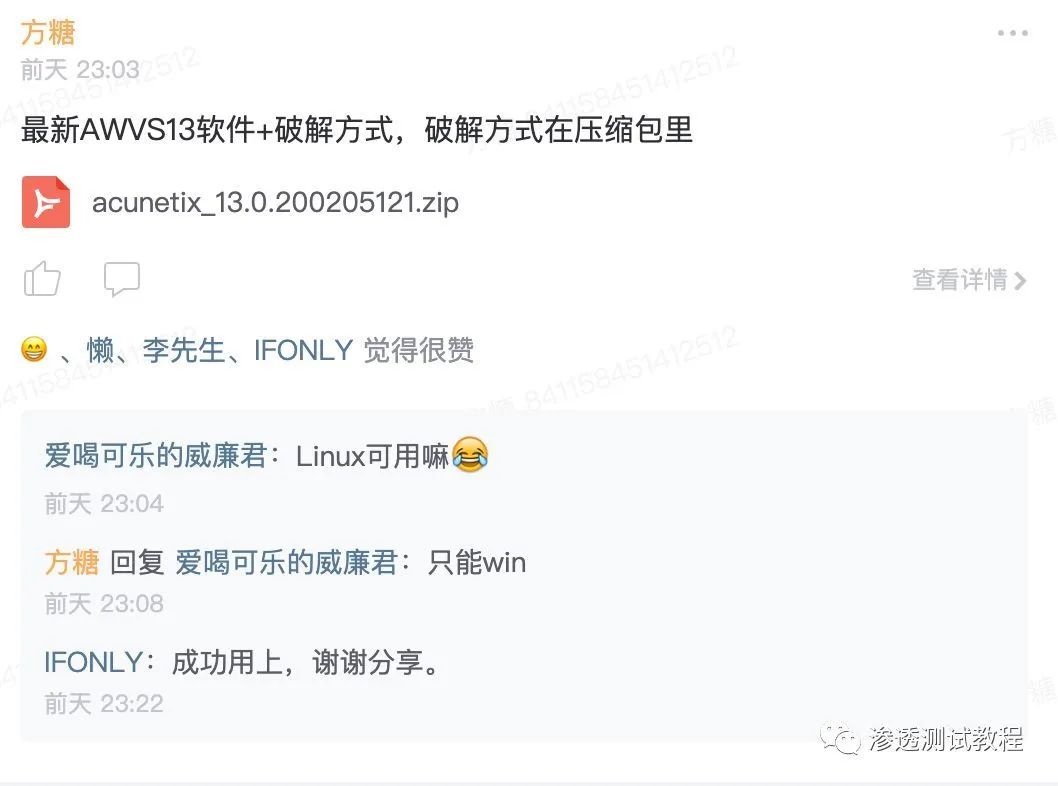 方糖
前天 23:03
最新AWVS13软件+破解方式，破解方式在压缩包里
acunetix_13.0.200205121.zip
查看详情
😁 、懒、李先生、IFONLY 觉得很赞
爱喝可乐的威廉君：Linux可用嘛😂
前天 23:04
方糖 回复 爱喝可乐的威廉君：只能win
前天 23:08
IFONLY：成功用上，谢谢分享。
前天 23:22
渗透测试教程